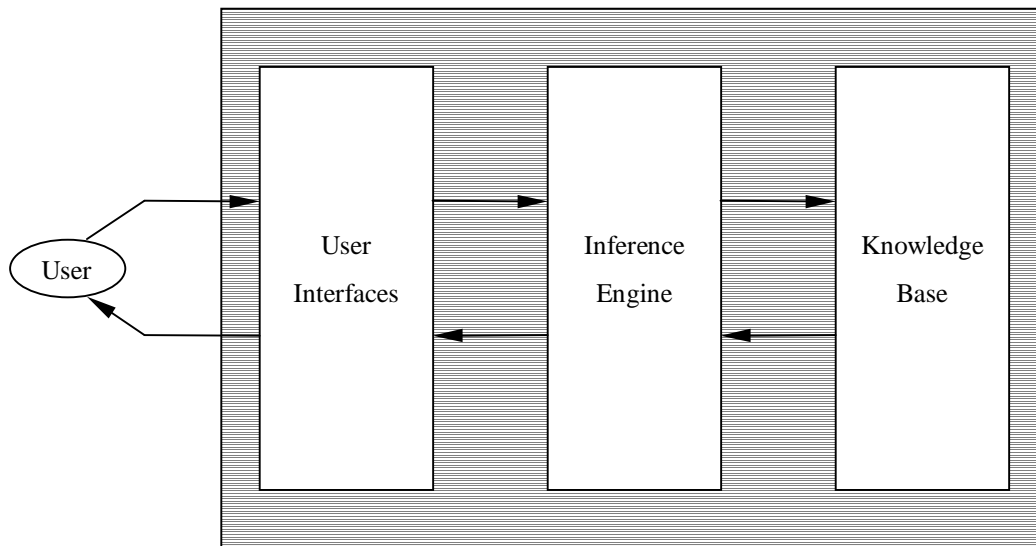 User
User
Interfaces
Inference
Engine
Knowledge
Base